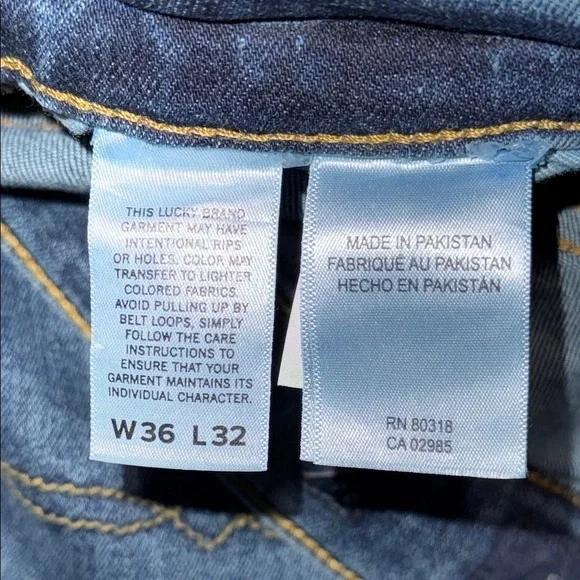 THIS LUCKY BRAND
GARMENT MAY HAVE
INTENTIONAL RIPS
OR HOLES. COLOR MAY
TRANSFER TO LIGHTER
COLORED FABRICS.
AVOID PULLING UP BY
BELT LOOPS, SIMPLY
FOLLOW THE CARE
INSTRUCTIONS TO
ENSURE THAT YOUR
GARMENT MAINTAINS ITS
INDIVIDUAL CHARACTER.
W36 L32
MADE IN PAKISTAN
FABRIQUÉ AU PAKISTAN
HECHO EN PAKISTÁN
RN 80318
CA 02985